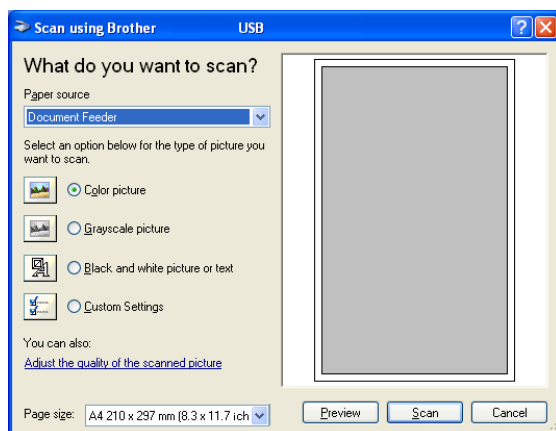 Scan using Brother USB
What do you want to scan?
Paper source
Document Feeder
Select an option below for the type of picture you
want to scan.
Color picture
Grayscale picture
Black and white picture or text
Custom Settings
You can also:
Adjust the quality of the scanned picture
Page size: A4 210 x 297 mm (8.3 x 11.7 ich
Preview Scan Cancel